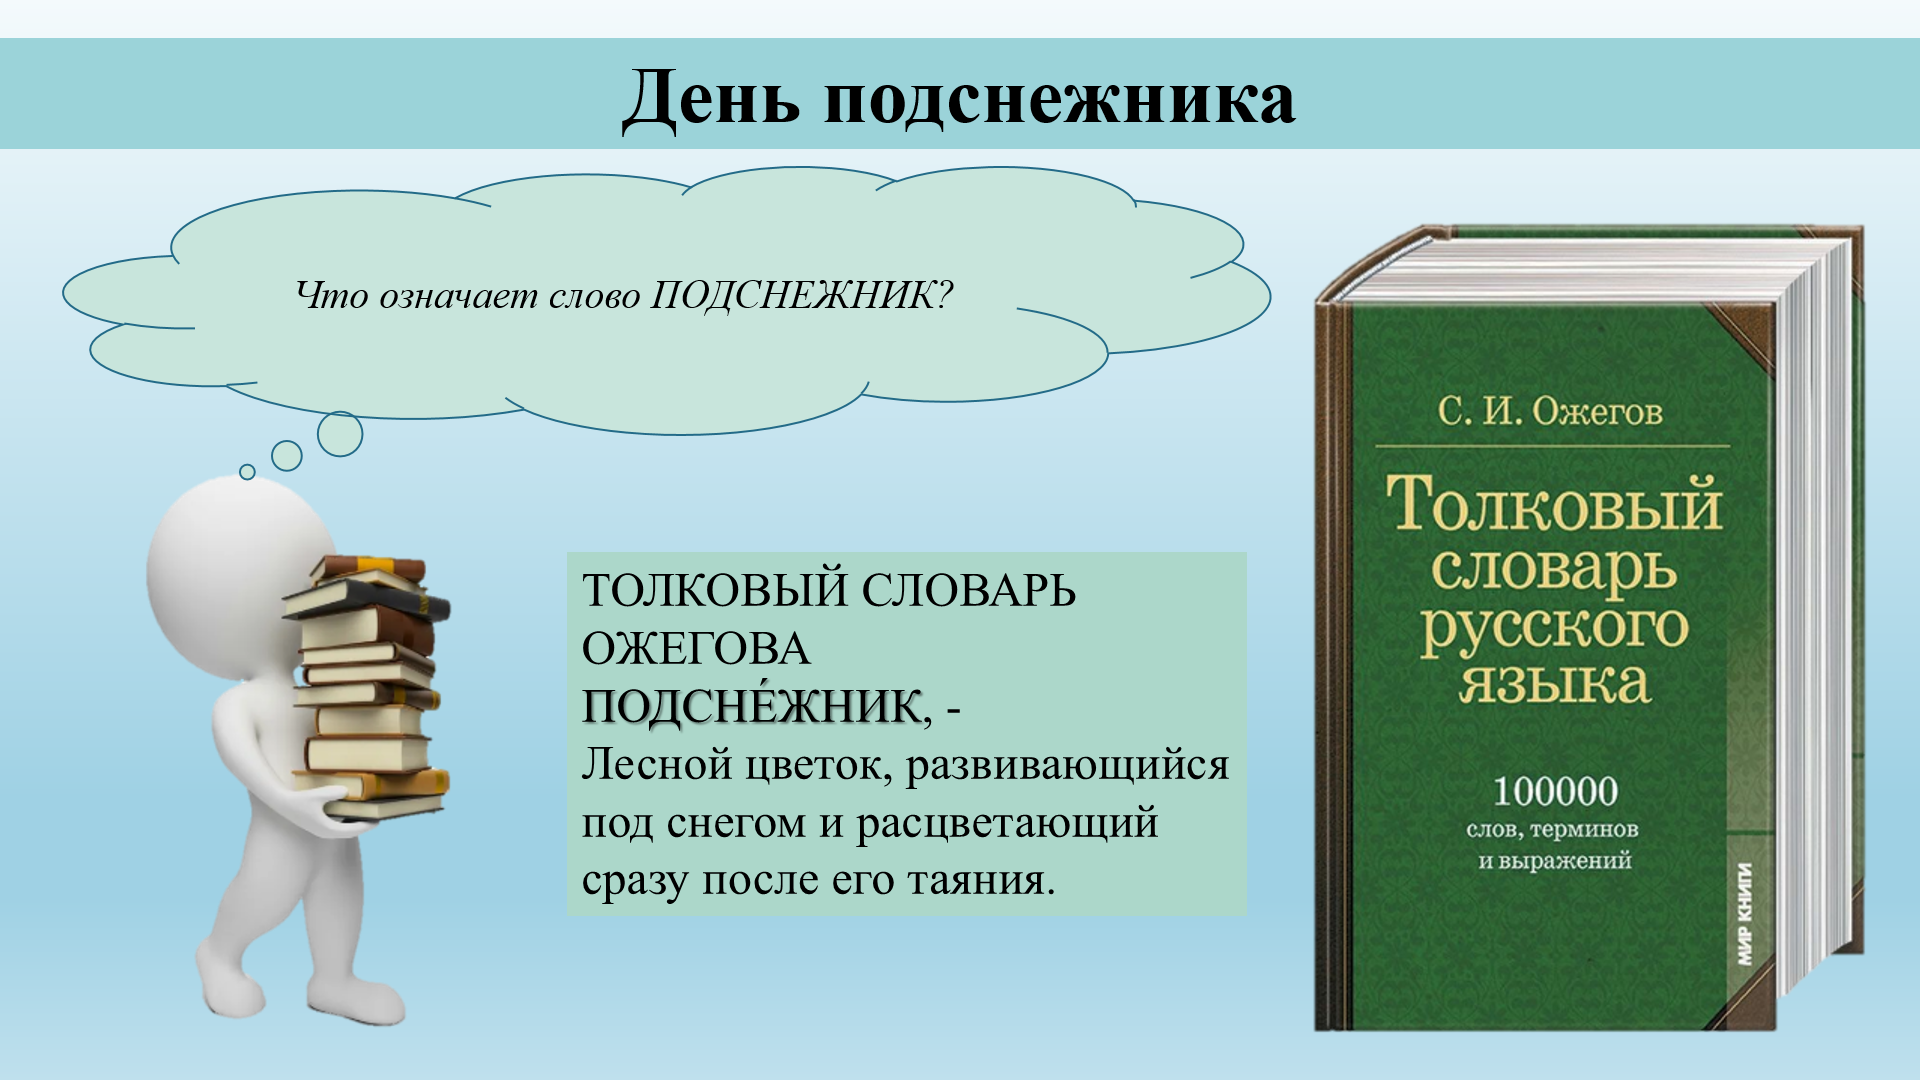 День подснежника
Что означает слово ПОДСНЕЖНИК?
ТОЛКОВЫЙ СЛОВАРЬ
ОЖЕГОВА
ПОДСНЕ́ЖНИК, -
Лесной цветок, развивающийся
под снегом и расцветающий
сразу после его таяния.
С. И. Ожегов
Толковый
словарь
русского
языка
100000
слов, терминов
и выражений
МИР КНИГИ